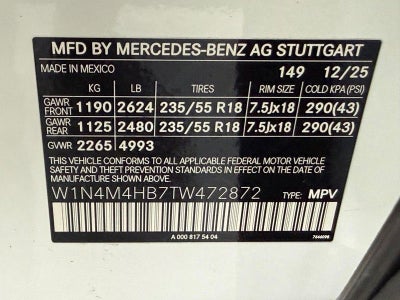 MFD BY MERCEDES-BENZ AG STUTTGART
MADE IN MEXICO 149 12/25
KG LB TIRES RIM SIZE COLD KPA (PSI)
GAWR FRONT 1190 2624 235/55 R18 7.5Jx18 290(43)
GAWR REAR 1125 2480 235/55 R18 7.5Jx18 290(43)
GVWR 2265 4993
THIS VEHICLE CONFORMS TO ALL APPLICABLE FEDERAL MOTOR VEHICLE
SAFETY AND THEFT PREVENTION STANDARDS IN EFFECT ON THE DATE OF
MANUFACTURE SHOWN ABOVE.
W1N4M4HB7TW472872 TYPE: MPV
A 000 817 54 04